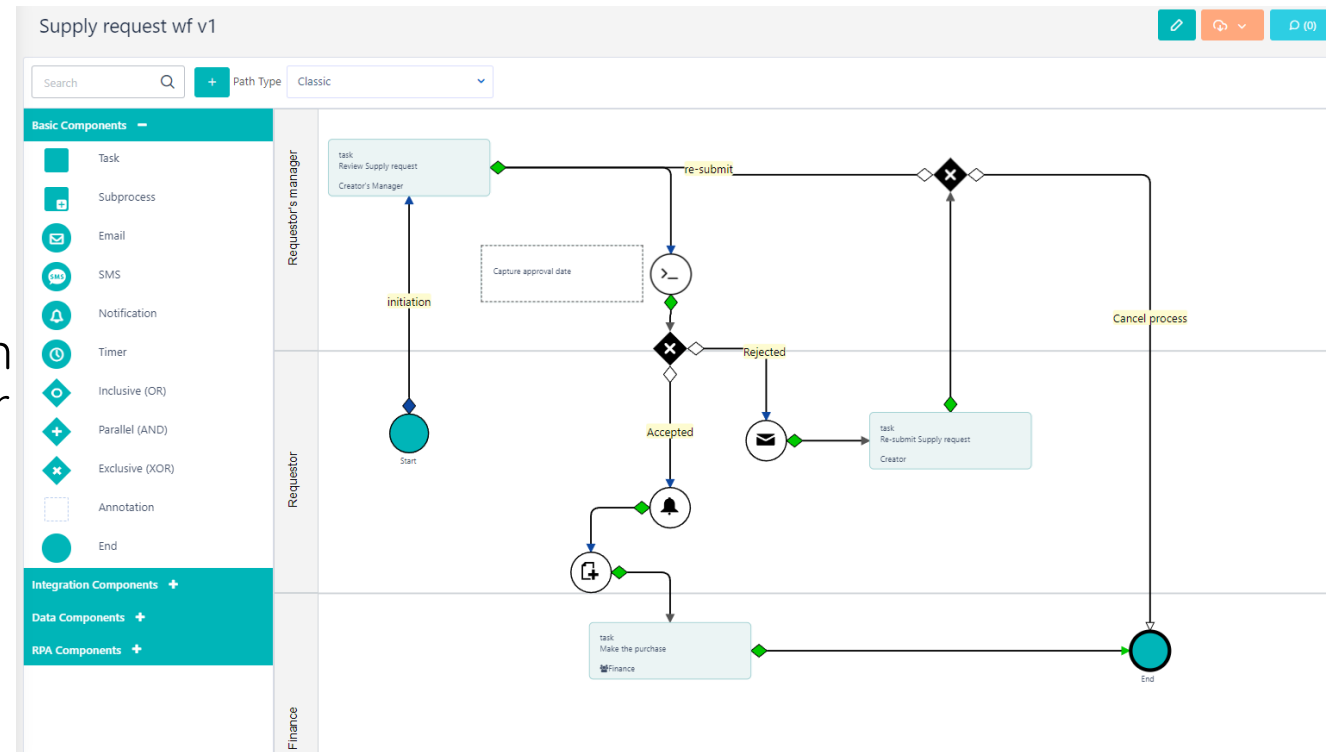 Supply request wf v1
(0)
Search
Path Type
Classic
Basic Components
Task
Subprocess
Email
SMS
SMS
Notification
Timer
Inclusive (OR)
Parallel (AND)
Exclusive (XOR)
Annotation
End
Integration Components
Data Components
RPA Components
n
r
Requestor's manager
task
Review Supply request
Creator's Manager
re-submit
Capture approval date
initiation
Cancel process
Requestor
Rejected
Accepted
Start
task
Re-submit Supply request
Creator
Finance
task
Make the purchase
Finance
End